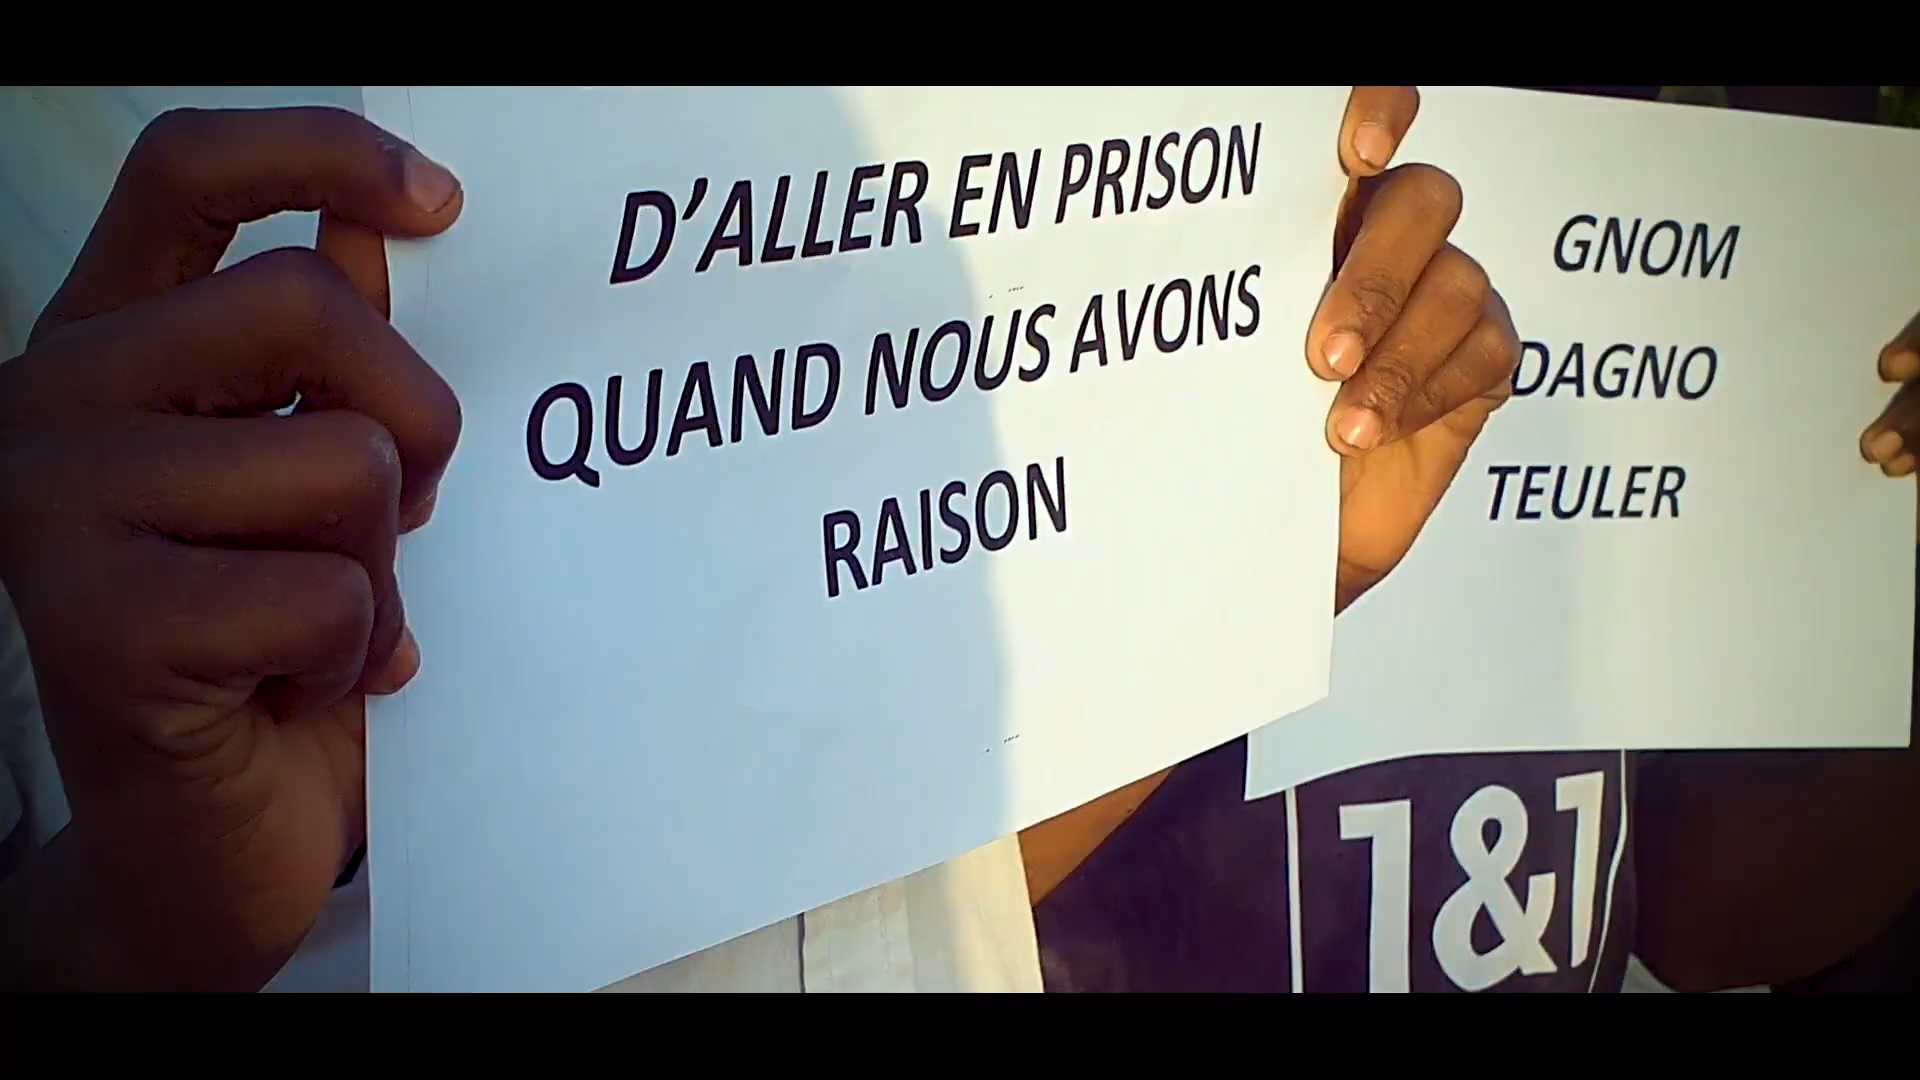 D'ALLER EN PRISON
QUAND NOUS AVONS
RAISON
GNOM
DAGNO
TEULER
1&1